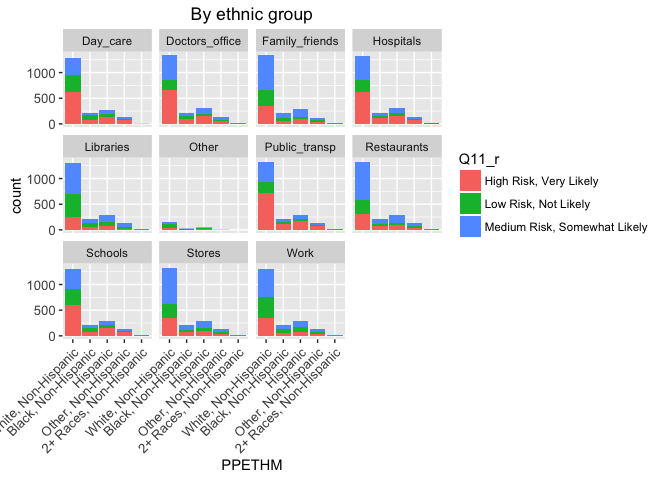 By ethnic group
Day_care
Doctors_office
Family_friends
Hospitals
1000
500
0
Libraries
Other
Public_transp
Restaurants
1000
500
0
Schools
Stores
Work
1000
500
0
count
White, Non-Hispanic
Black, Non-Hispanic
Hispanic
Other, Non-Hispanic
2+ Races, Non-Hispanic
White, Non-Hispanic
Black, Non-Hispanic
Hispanic
Other, Non-Hispanic
2+ Races, Non-Hispanic
White, Non-Hispanic
Black, Non-Hispanic
Hispanic
Other, Non-Hispanic
2+ Races, Non-Hispanic
PPETHM
Q11_r
High Risk, Very Likely
Low Risk, Not Likely
Medium Risk, Somewhat Likely